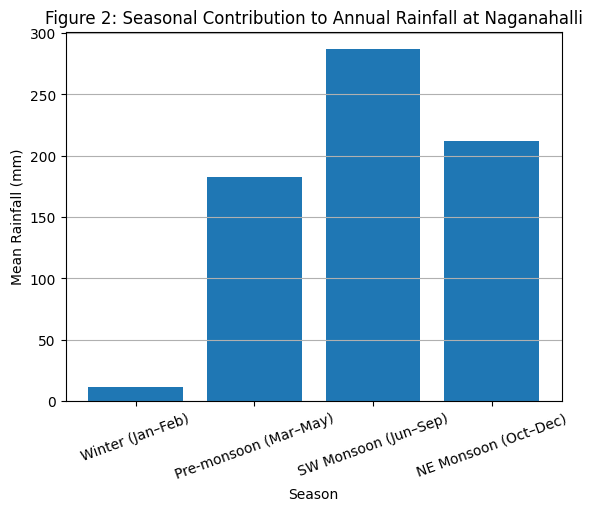 Figure 2: Seasonal Contribution to Annual Rainfall at Naganahalli
300
250
200
150
100
50
0
Mean Rainfall (mm)
Winter (Jan–Feb)
Pre-monsoon (Mar–May)
SW Monsoon (Jun–Sep)
NE Monsoon (Oct–Dec)
Season